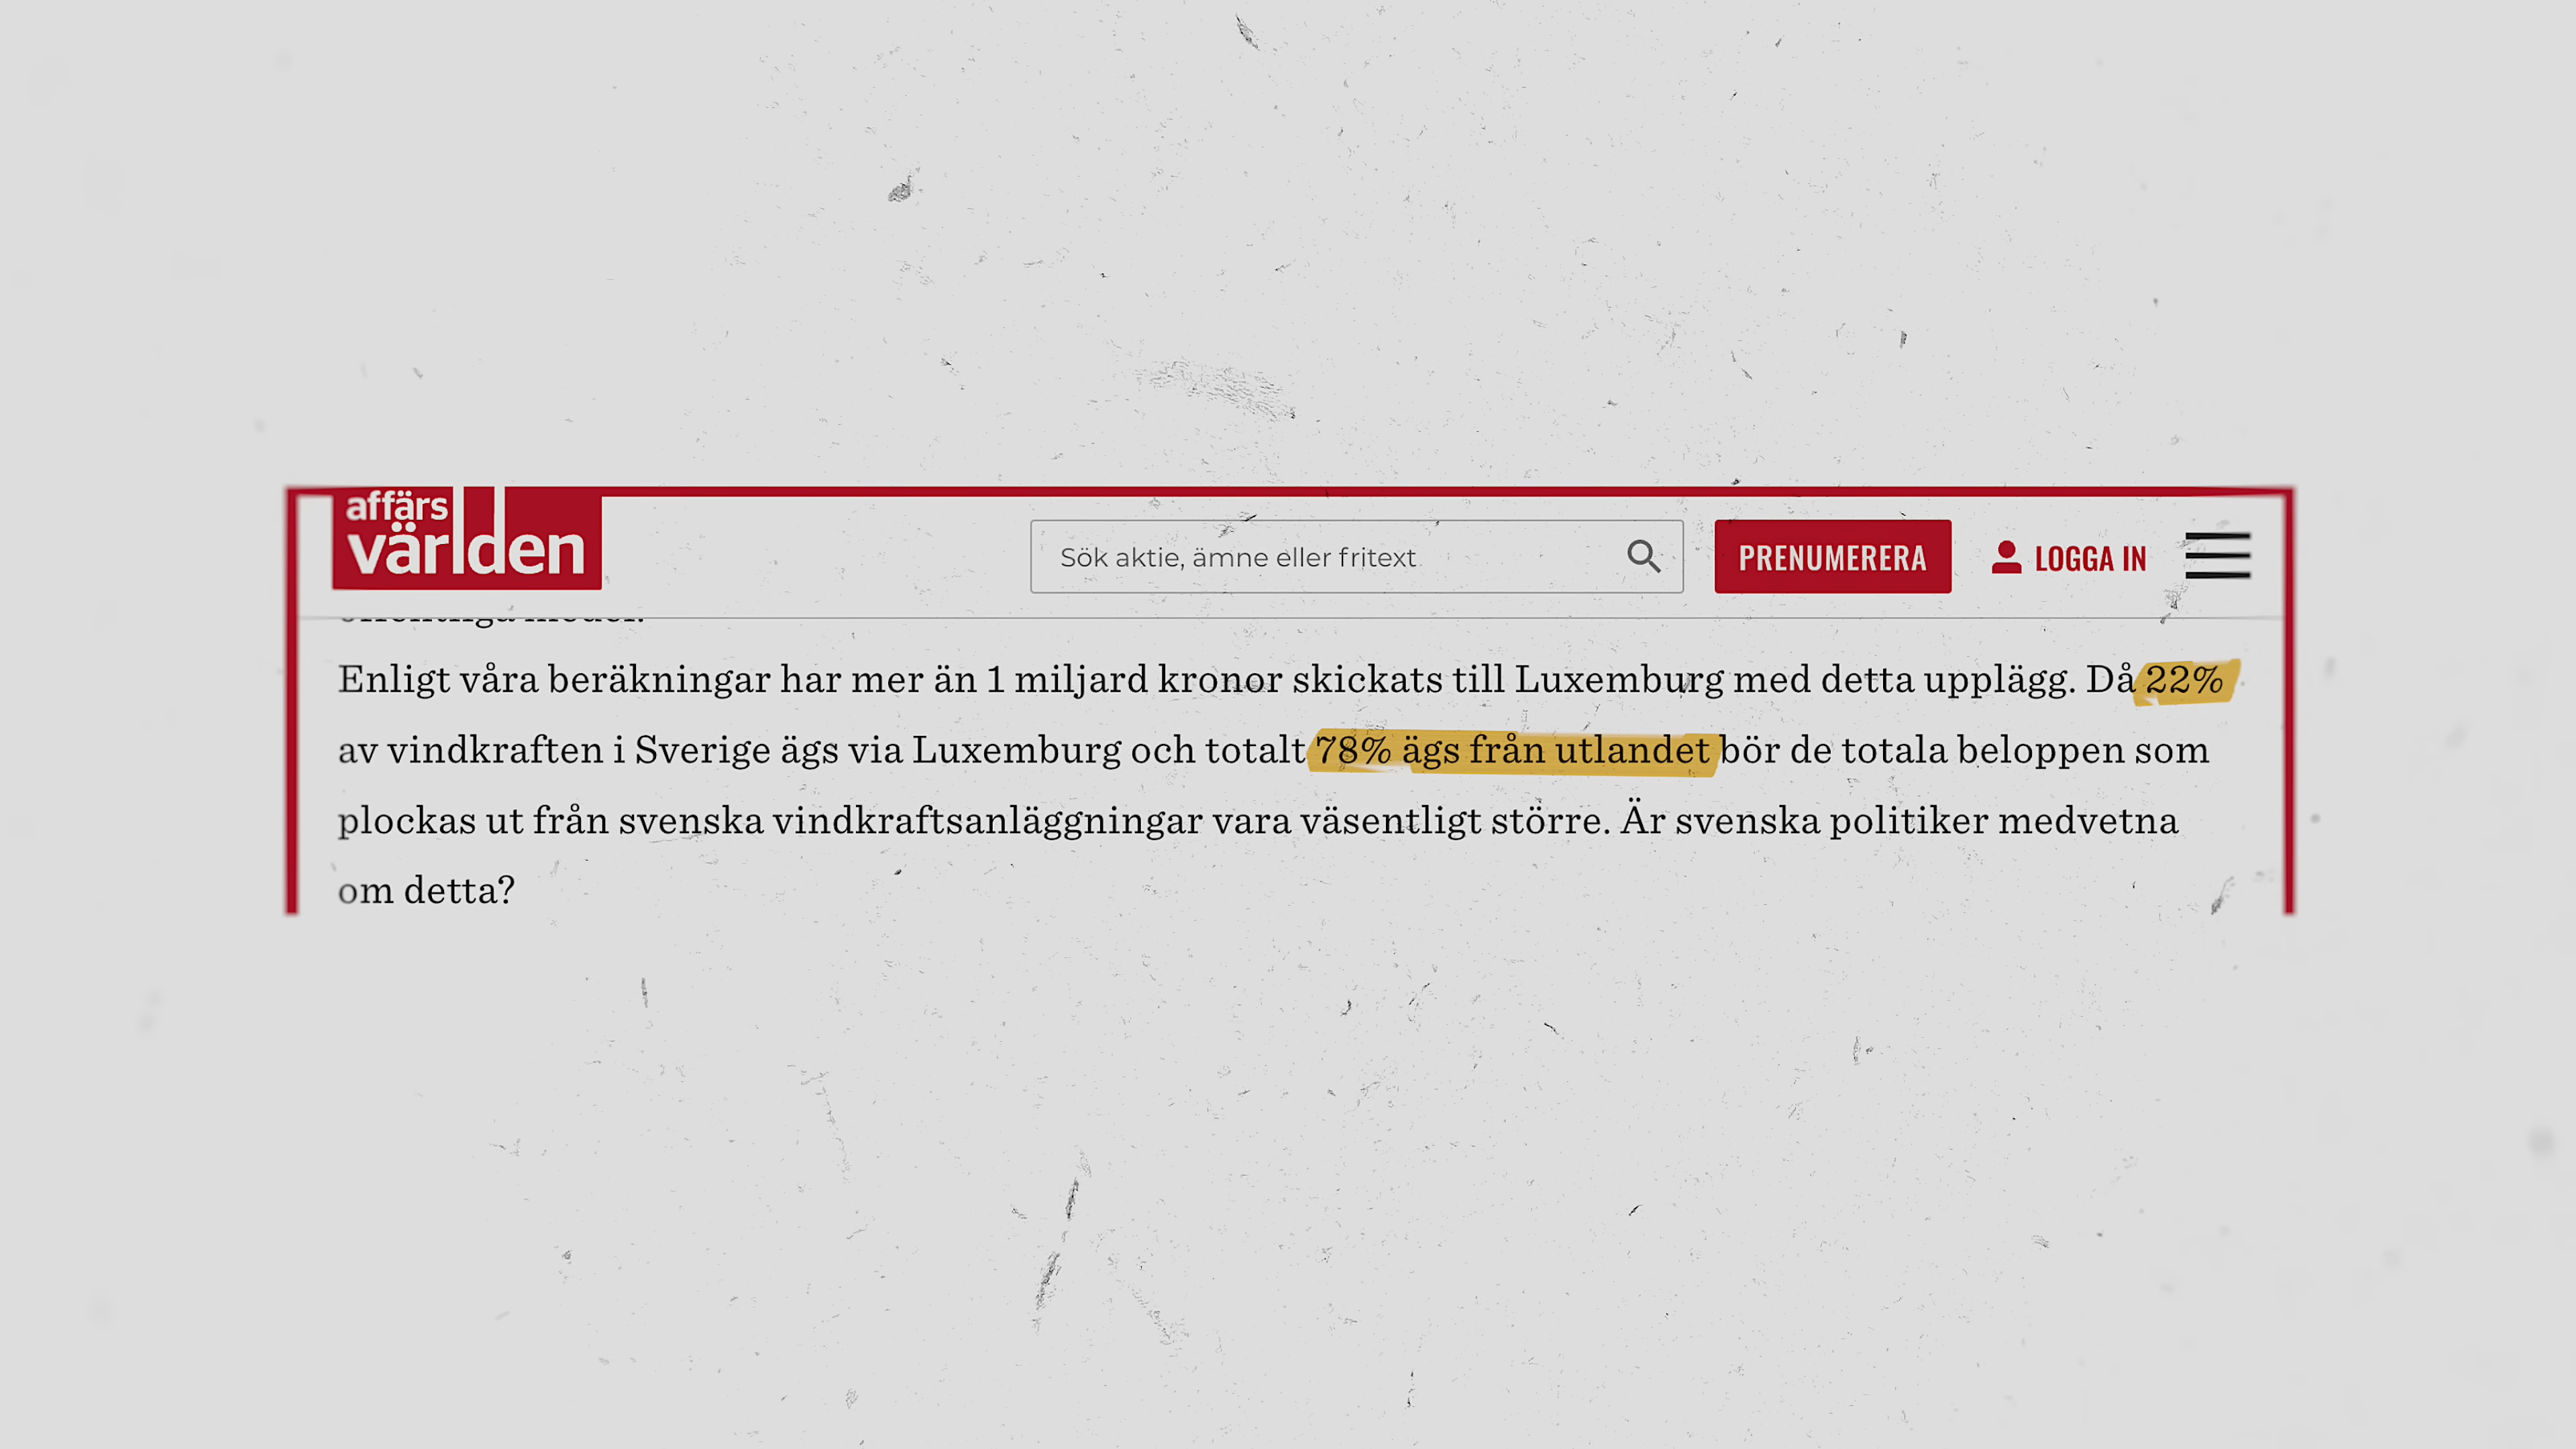 affärs
världen
Sök aktie, ämne eller fritext
PRENUMERERA
LOGGA IN
Enligt våra beräkningar har mer än 1 miljard kronor skickats till Luxemburg med detta upplägg. Då 22%
av vindkraften i Sverige ägs via Luxemburg och totalt 78% ägs från utlandet bör de totala beloppen som
plockas ut från svenska vindkraftsanläggningar vara väsentligt större. Är svenska politiker medvetna
om detta?